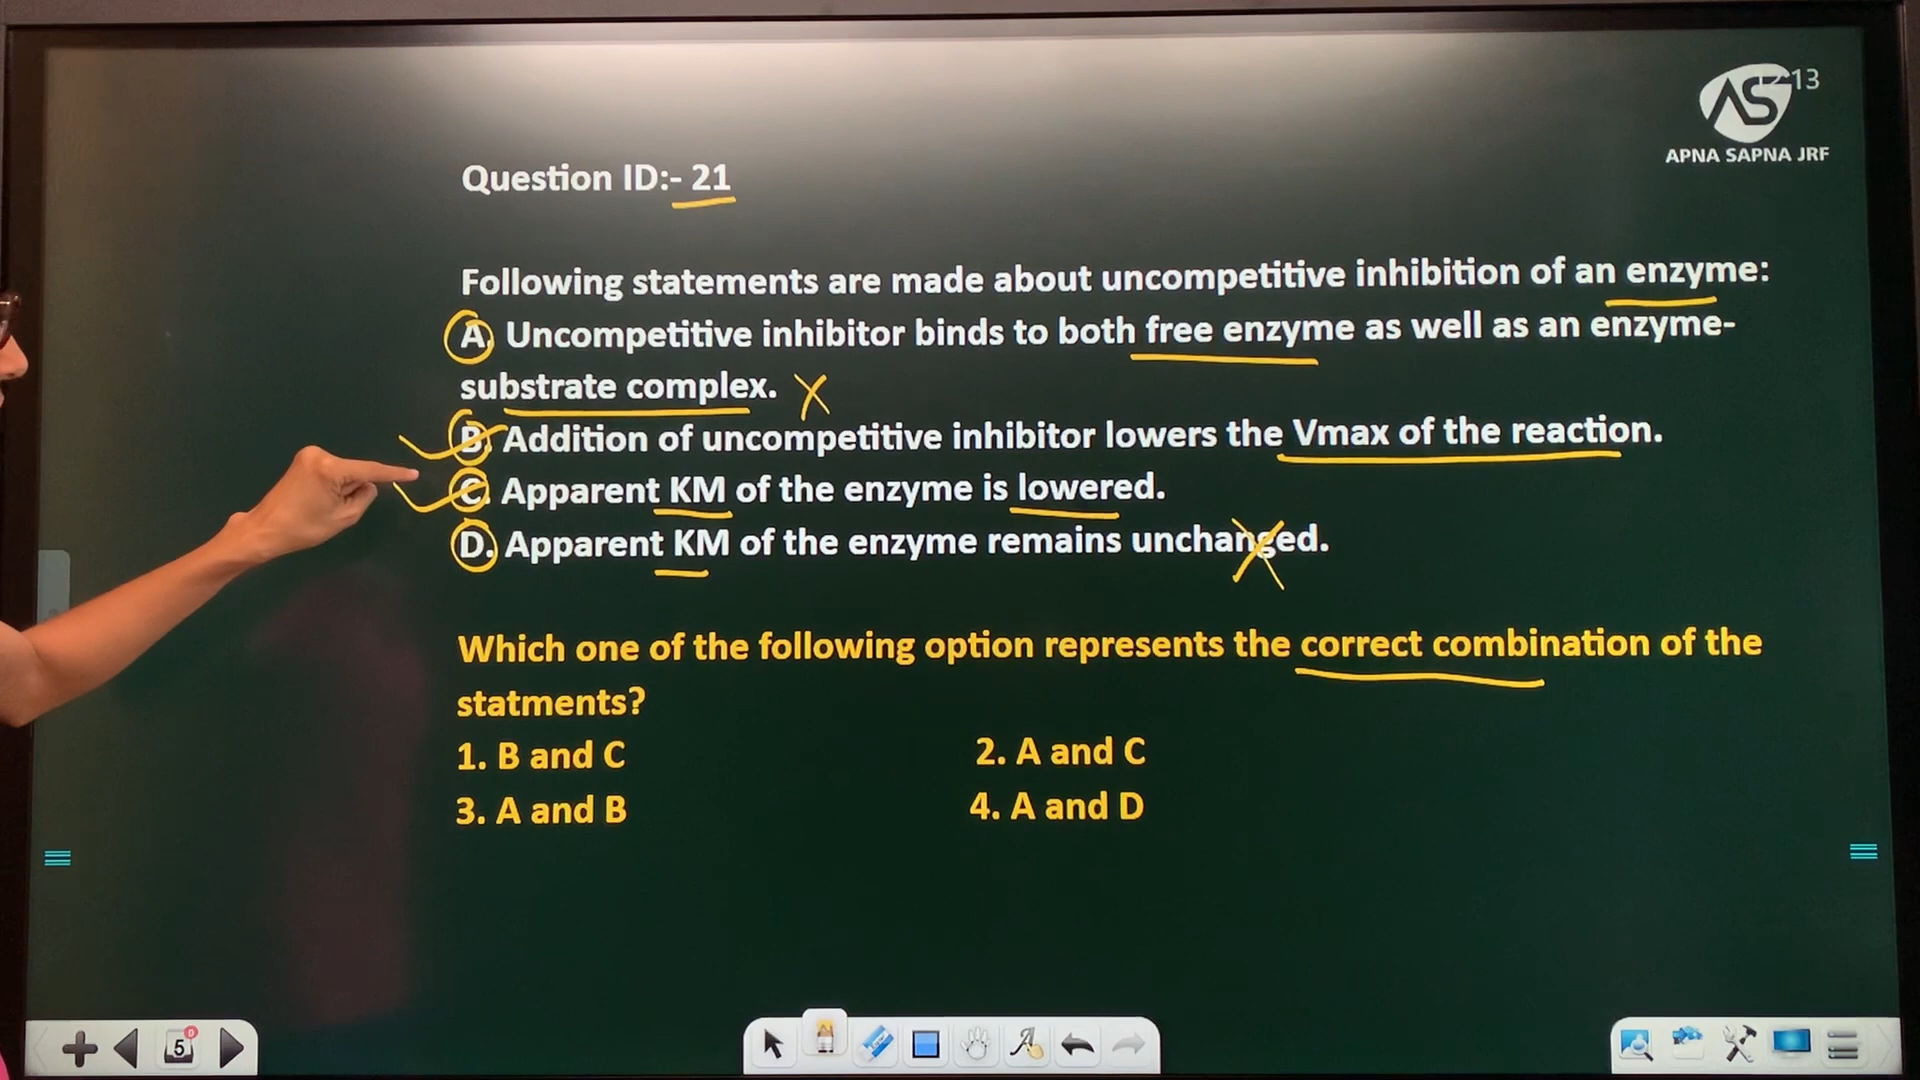 12:13
AS
APNA SAPNA JRF
Question ID:- 21
Following statements are made about uncompetitive inhibition of an enzyme:
A. Uncompetitive inhibitor binds to both free enzyme as well as an enzyme-
substrate complex.
B. Addition of uncompetitive inhibitor lowers the Vmax of the reaction.
C. Apparent KM of the enzyme is lowered.
D. Apparent KM of the enzyme remains unchanged.
Which one of the following option represents the correct combination of the
statments?
1. B and C
2. A and C
3. A and B
4. A and D
5
0